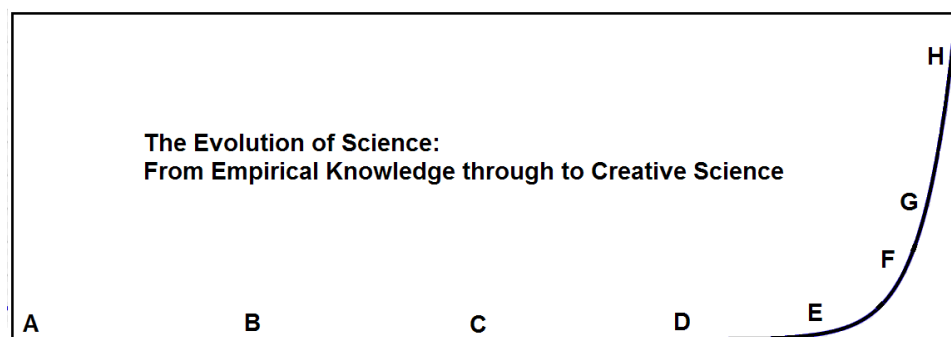 The Evolution of Science:
From Empirical Knowledge through to Creative Science
H
G
F
A B C D E